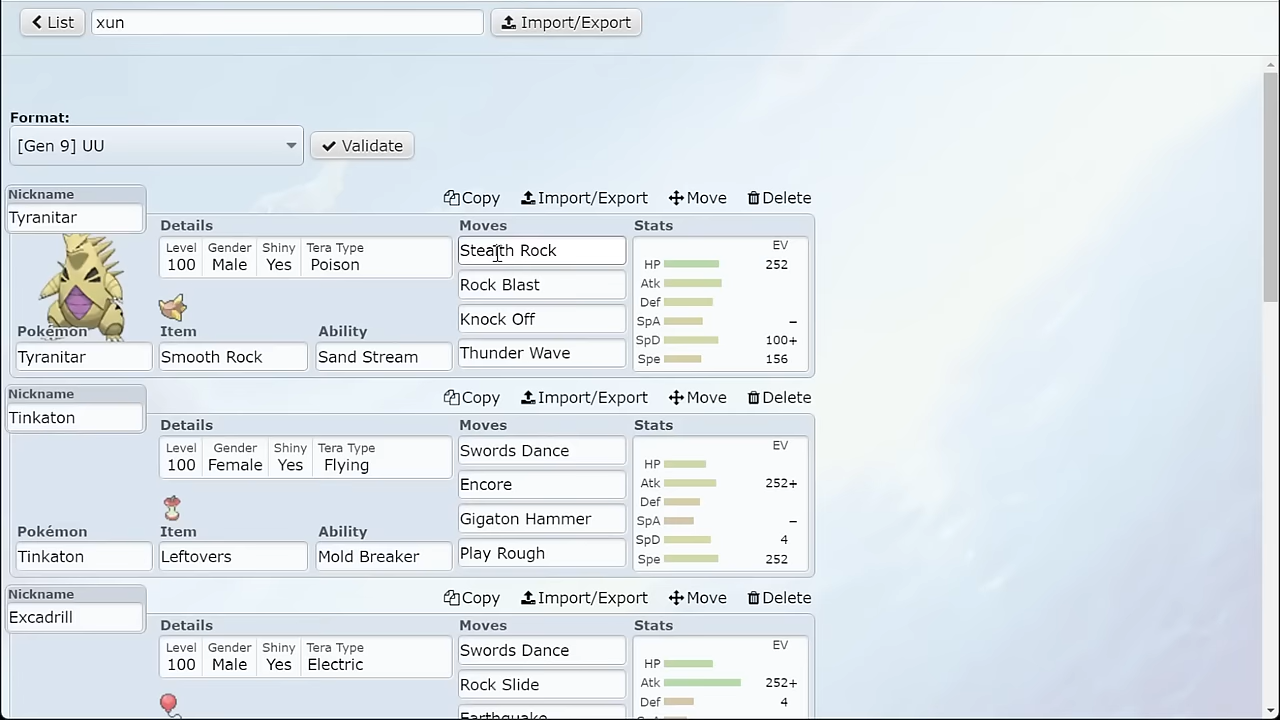 List
xun
Import/Export
Format:
[Gen 9] UU
Validate
Nickname
Tyranitar
Copy
Import/Export
Move
Delete
Details
Level
100
Gender
Male
Shiny
Yes
Tera Type
Poison
Pokémon
Tyranitar
Item
Smooth Rock
Ability
Sand Stream
Moves
Stealth Rock
Rock Blast
Knock Off
Thunder Wave
Stats
EV
HP 252
Atk
Def
SpA –
SpD 100+
Spe 156
Nickname
Tinkaton
Copy
Import/Export
Move
Delete
Details
Level
100
Gender
Female
Shiny
Yes
Tera Type
Flying
Pokémon
Tinkaton
Item
Leftovers
Ability
Mold Breaker
Moves
Swords Dance
Encore
Gigaton Hammer
Play Rough
Stats
EV
HP
Atk 252+
Def
SpA –
SpD 4
Spe 252
Nickname
Excadrill
Copy
Import/Export
Move
Delete
Details
Level
100
Gender
Male
Shiny
Yes
Tera Type
Electric
Moves
Swords Dance
Rock Slide
Earthquake
Stats
EV
HP
Atk 252+
Def 4